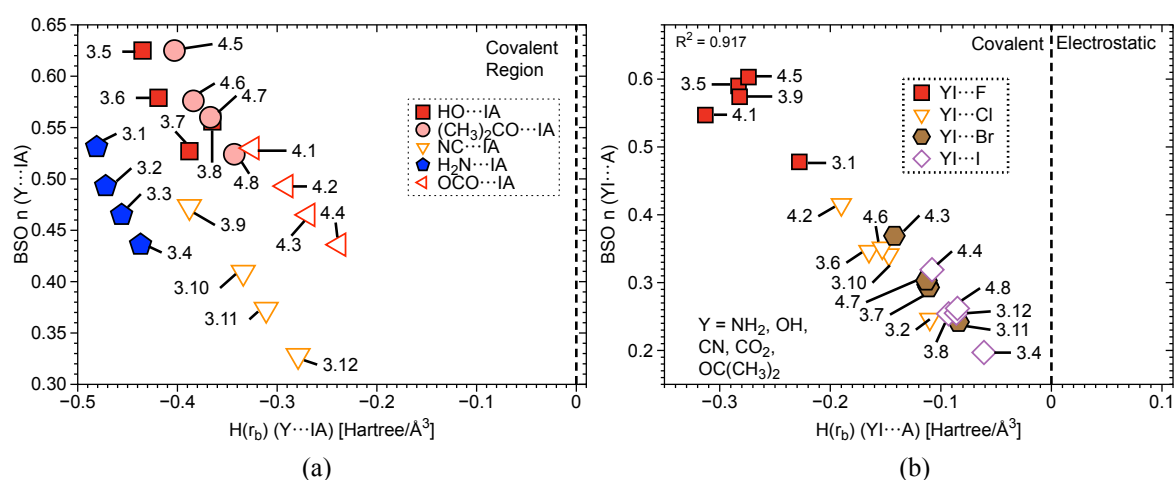 (a)
0.65
0.60
0.55
0.50
0.45
0.40
0.35
0.30
BSO n (Y⋯IA)
3.5
4.5
Covalent
Region
4.6
4.7
3.6
3.7
3.1
3.8
4.8
4.1
3.2
4.2
3.3
4.4
3.9
4.3
3.4
3.10
3.11
3.12
HO⋯IA
(CH₃)₂CO⋯IA
NC⋯IA
H₂N⋯IA
OCO⋯IA
−0.5
−0.4
−0.3
−0.2
−0.1
0
H(r_b) (Y⋯IA) [Hartree/Å³]
(b)
R² = 0.917
Covalent
Electrostatic
0.6
0.5
0.4
0.3
0.2
BSO n (YI⋯A)
3.5
4.5
3.9
4.1
3.1
4.2
4.6
4.3
3.6
3.10
4.4
4.7
3.7
4.8
3.12
3.2
3.11
3.8
3.4
YI⋯F
YI⋯Cl
YI⋯Br
YI⋯I
Y = NH₂, OH,
CN, CO₂,
OC(CH₃)₂
−0.3
−0.2
−0.1
0
0.1
H(r_b) (YI⋯A) [Hartree/Å³]